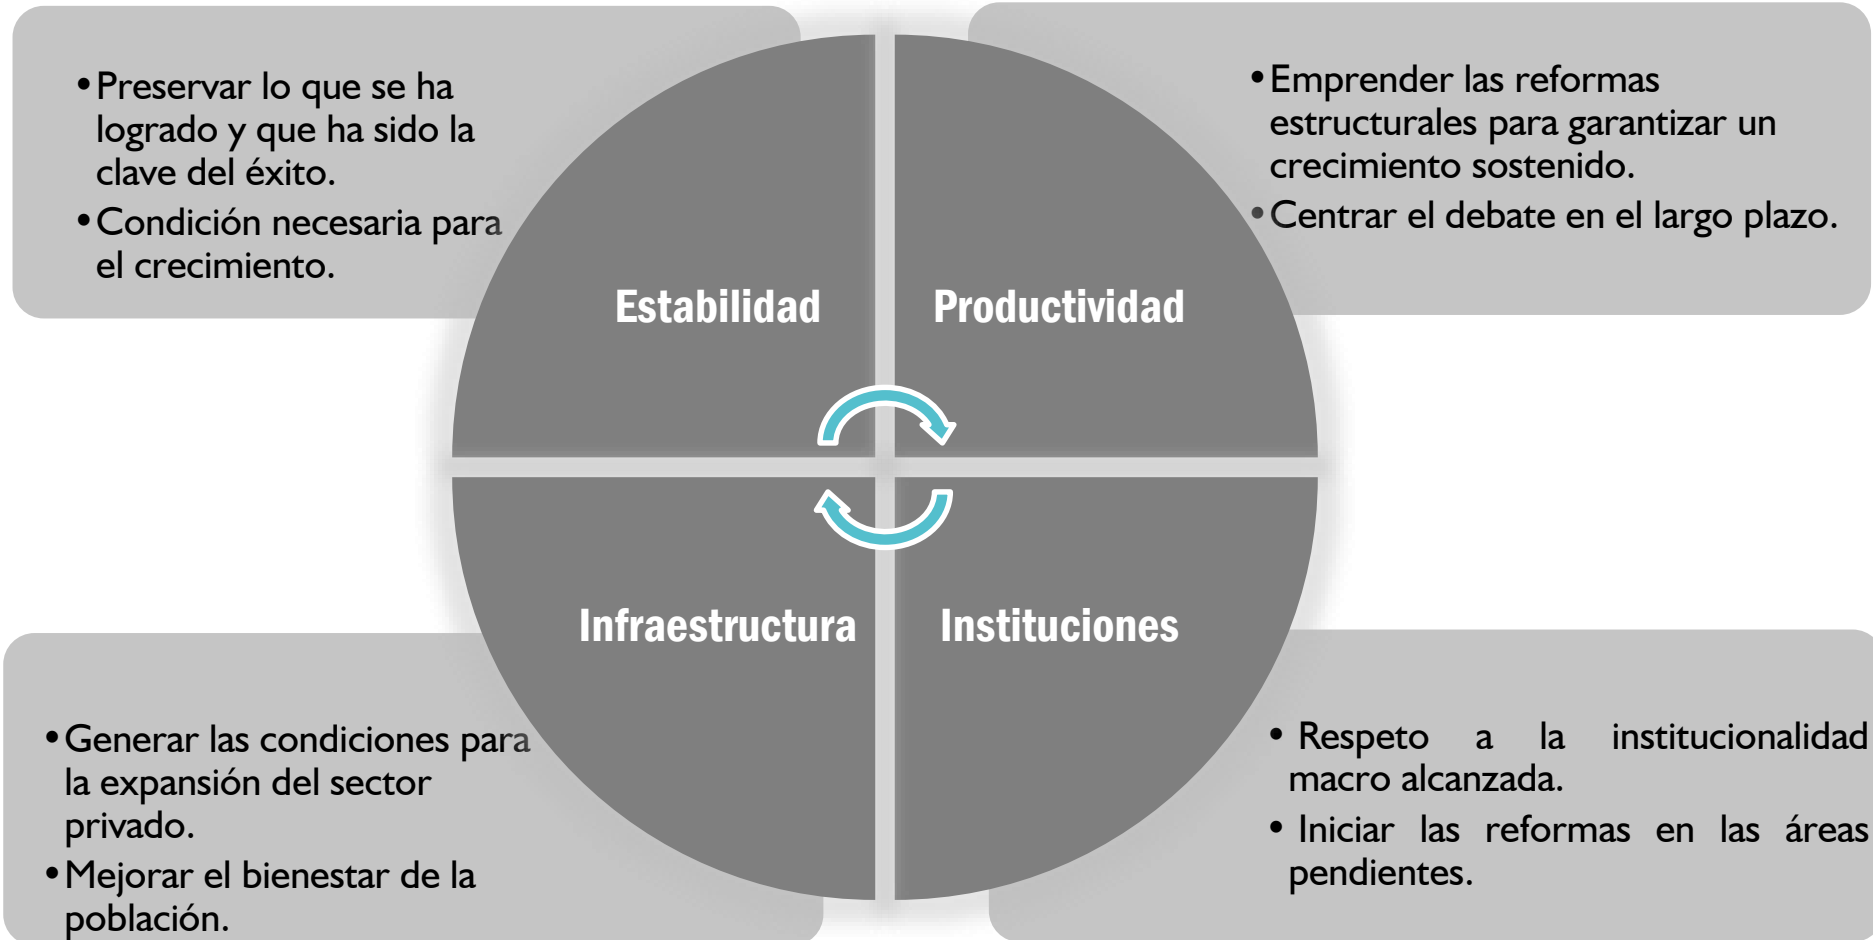 •Preservar lo que se ha
logrado y que ha sido la
clave del éxito.
•Condición necesaria para
el crecimiento.
•Emprender las reformas
estructurales para garantizar un
crecimiento sostenido.
•Centrar el debate en el largo plazo.
Estabilidad
Productividad
Infraestructura
Instituciones
•Generar las condiciones para
la expansión del sector
privado.
•Mejorar el bienestar de la
población.
• Respeto a la institucionalidad
macro alcanzada.
• Iniciar las reformas en las áreas
pendientes.